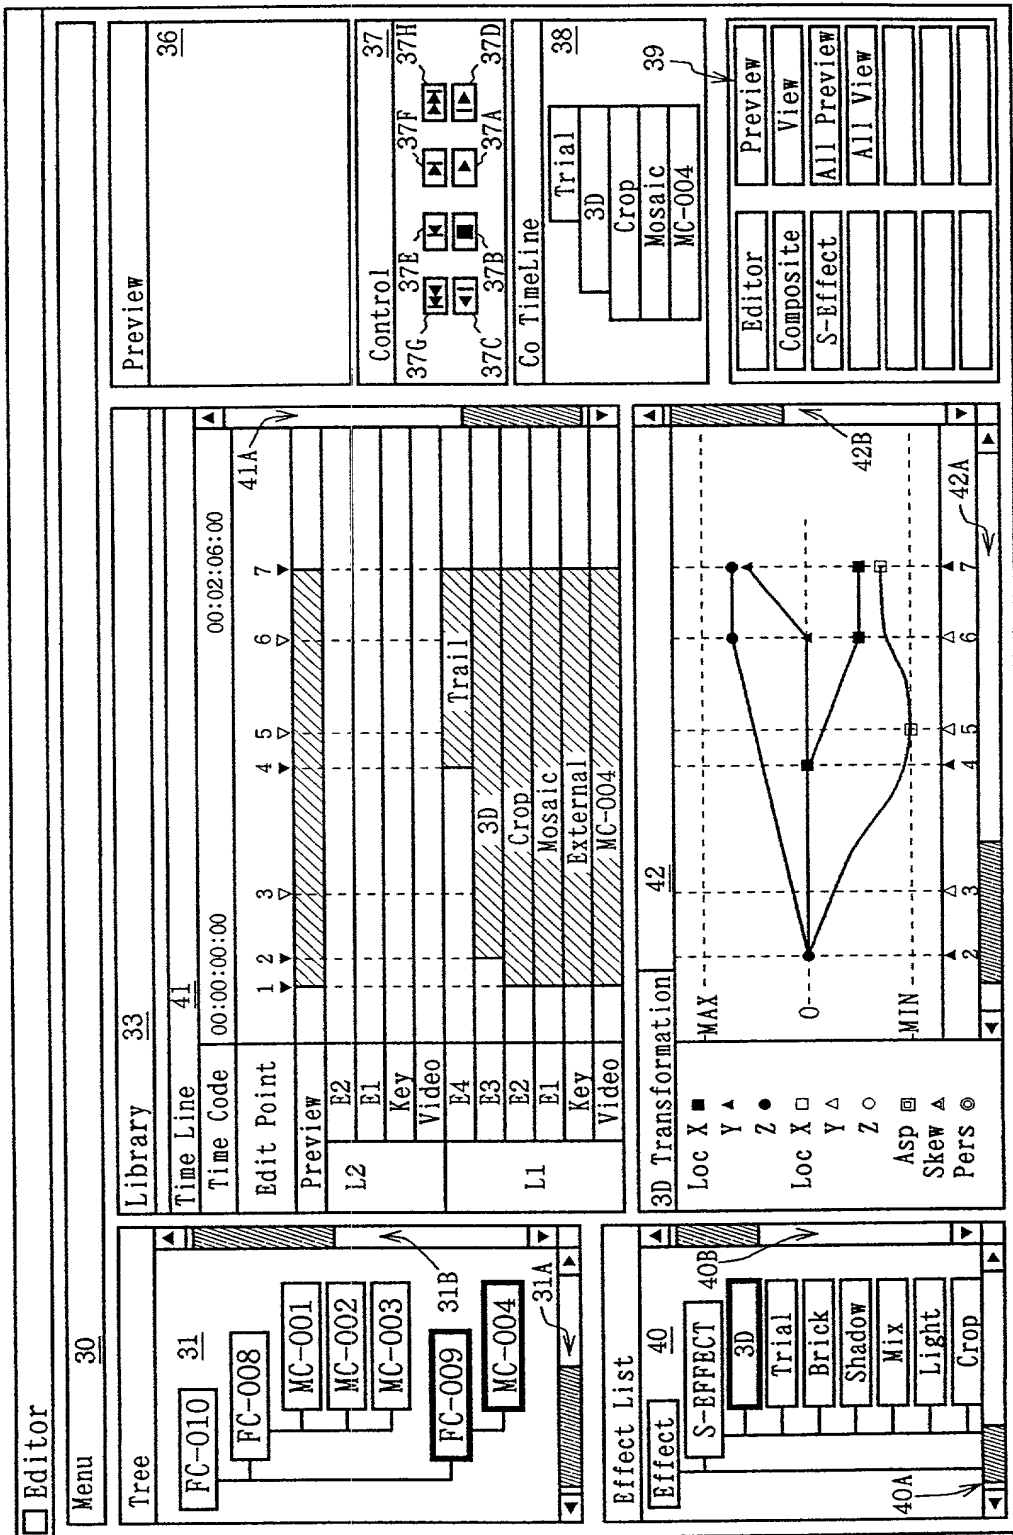 Editor
Menu 30
Tree
31
FC-010
FC-008
MC-001
MC-002
MC-003
FC-009
MC-004
31B
31A
Effect List
40
Effect
S-EFFECT
3D
Trial
Brick
Shadow
Mix
Light
Crop
40B
40A
Library 33
Time Line 41
Time Code 00:00:00:00 00:02:06:00
Edit Point 1 2 3 4 5 6 7
41A
Preview
L2
E2
E1
Key
Video
L1
E4 Trail
E3 3D
E2 Crop
E1 Mosaic
Key External
Video MC-004
3D Transformation 42
Loc X
Y
Z
Loc X
Y
Z
Asp
Skew
Pers
MAX
0
MIN
2 3 4 5 6 7
42B
42A
Preview
36
Control 37
37G 37E 37F 37H
37C 37B 37A 37D
Co TimeLine 38
Trial
3D
Crop
Mosaic
MC-004
39
Editor Preview
Composite View
S-Effect All Preview
All View